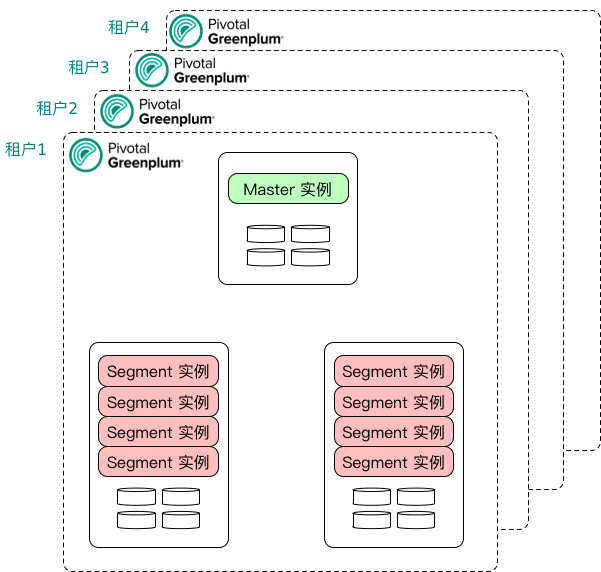 租户4
Pivotal
Greenplum®
租户3
Pivotal
Greenplum®
租户2
Pivotal
Greenplum®
租户1
Pivotal
Greenplum®
Master 实例
Segment 实例
Segment 实例
Segment 实例
Segment 实例
Segment 实例
Segment 实例
Segment 实例
Segment 实例